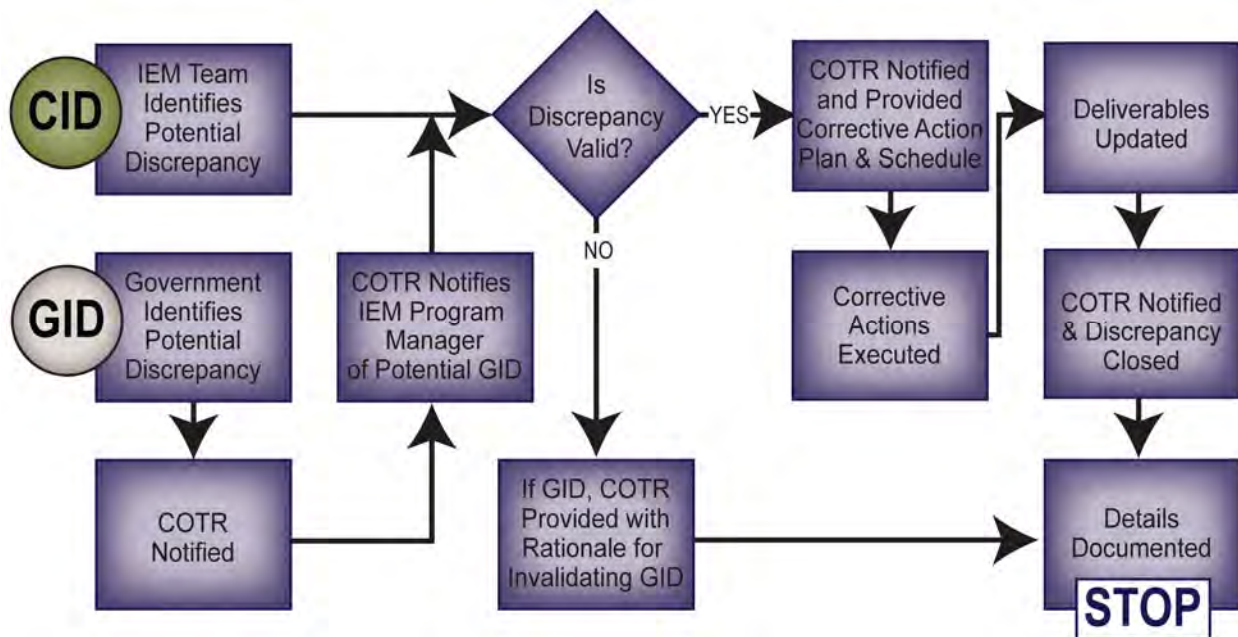 CID
IEM Team
Identifies
Potential
Discrepancy
Is
Discrepancy
Valid?
YES
NO
COTR Notified
and Provided
Corrective Action
Plan & Schedule
Deliverables
Updated
GID
Government
Identifies
Potential
Discrepancy
COTR Notifies
IEM Program
Manager
of Potential GID
Corrective
Actions
Executed
COTR Notified
& Discrepancy
Closed
COTR
Notified
If GID, COTR
Provided with
Rationale for
Invalidating GID
Details
Documented
STOP